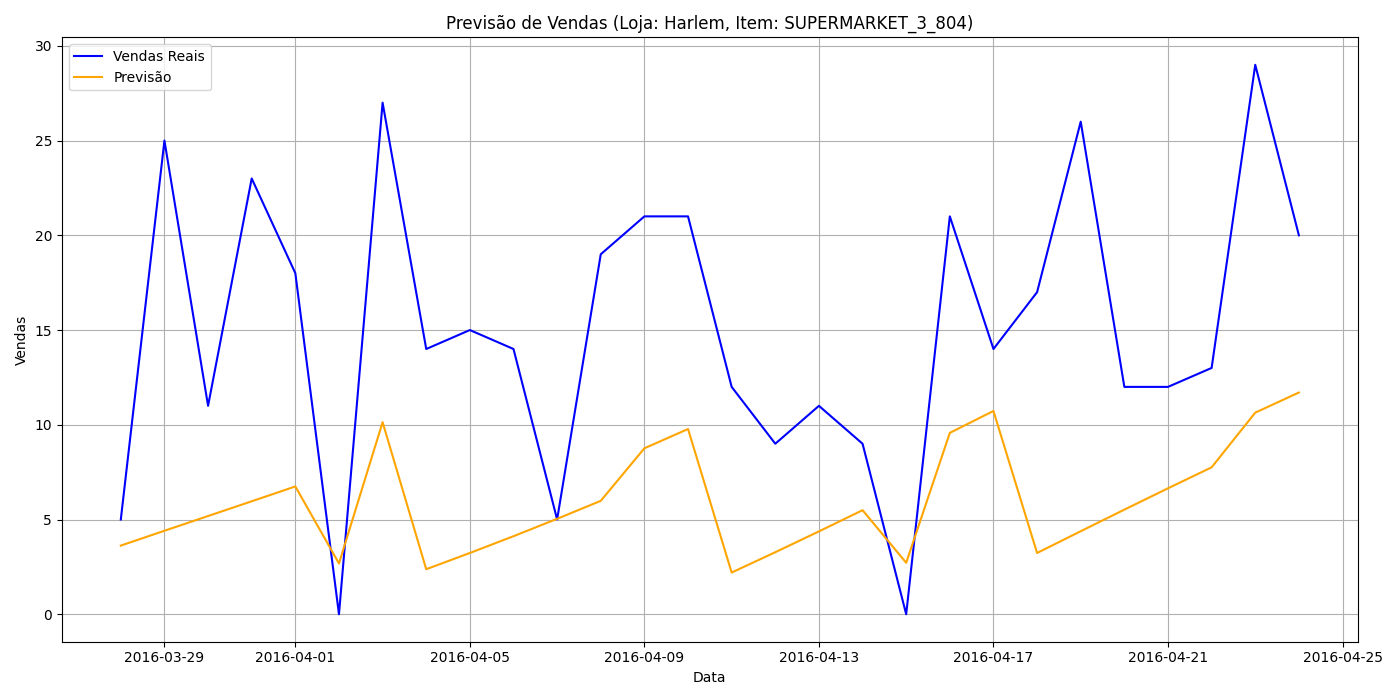 Previsão de Vendas (Loja: Harlem, Item: SUPERMARKET_3_804)
Vendas Reais
Previsão
30
25
20
15
10
5
0
Vendas
2016-03-29 2016-04-01 2016-04-05 2016-04-09 2016-04-13 2016-04-17 2016-04-21 2016-04-25
Data